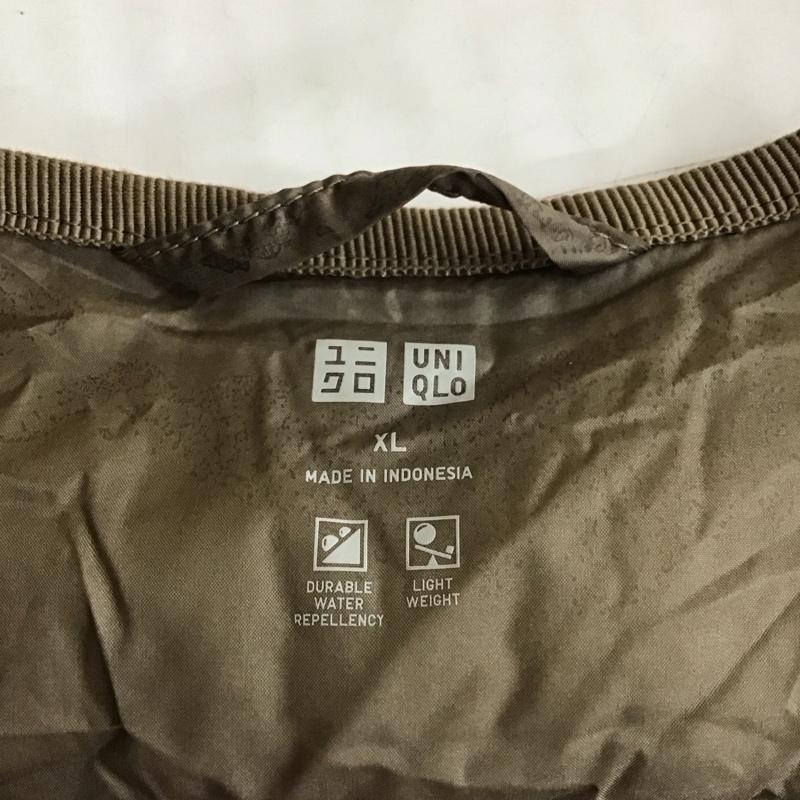 ユニ
クロ
UNI
QLO
XL
MADE IN INDONESIA
DURABLE
WATER
REPELLENCY
LIGHT
WEIGHT